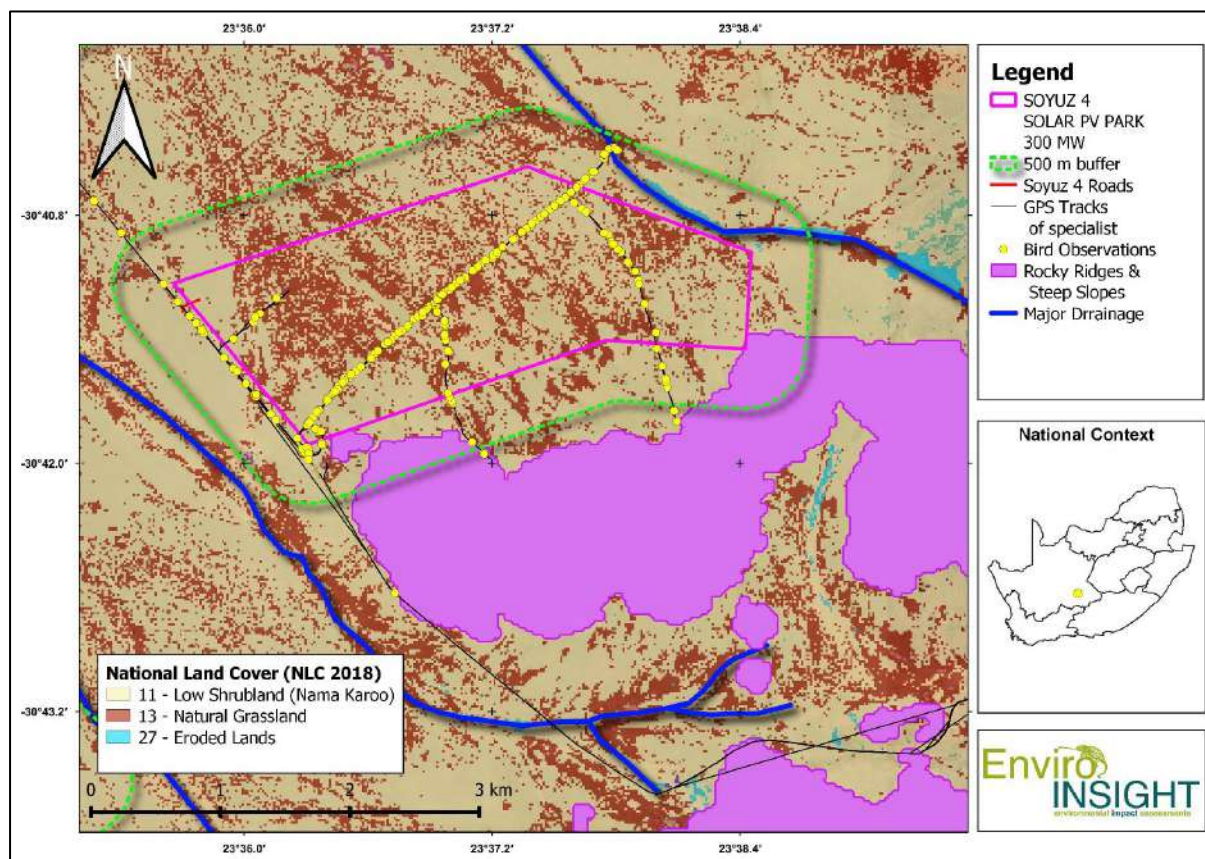 23°36.0'
23°37.2'
23°38.4'
N
-30°40.8'
-30°42.0'
-30°43.2'
National Land Cover (NLC 2018)
11 - Low Shrubland (Nama Karoo)
13 - Natural Grassland
27 - Eroded Lands
0
1
2
3 km
23°36.0'
23°37.2'
23°38.4'
Legend
SOYUZ 4
SOLAR PV PARK
300 MW
500 m buffer
Soyuz 4 Roads
GPS Tracks
of specialist
Bird Observations
Rocky Ridges &
Steep Slopes
Major Drrainage
National Context
Enviro
INSIGHT
environmental impact assessments